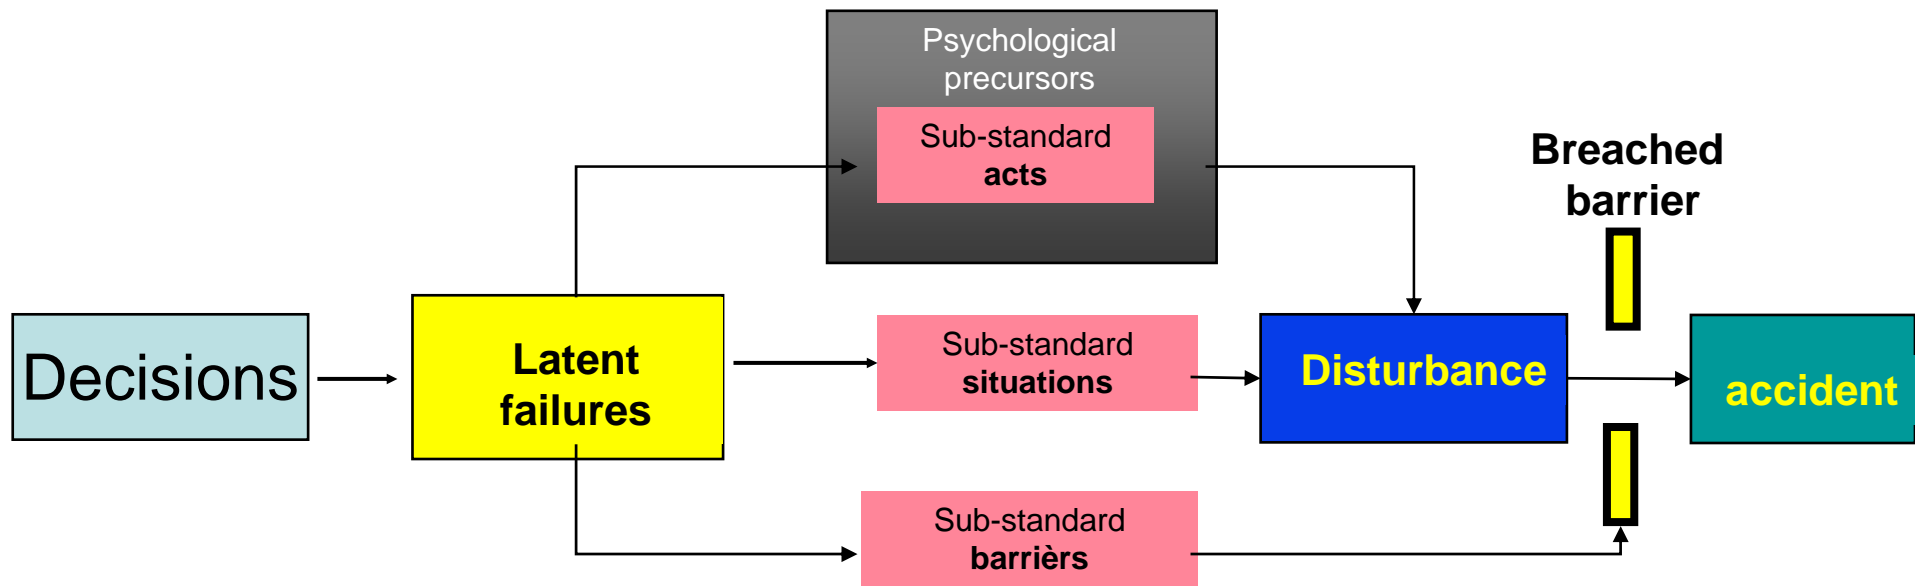 Psychological
precursors
Sub-standard
acts
Breached
barrier
Decisions
Latent
failures
Sub-standard
situations
Disturbance
accident
Sub-standard
barrièrs